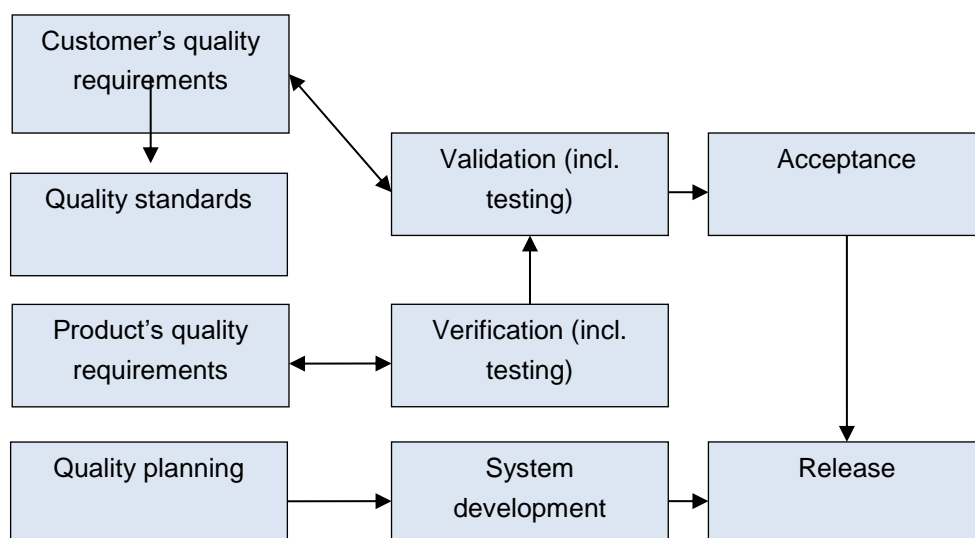 Customer’s quality
requirements
Validation (incl.
testing)
Acceptance
Quality standards
Product’s quality
requirements
Verification (incl.
testing)
Quality planning
System
development
Release